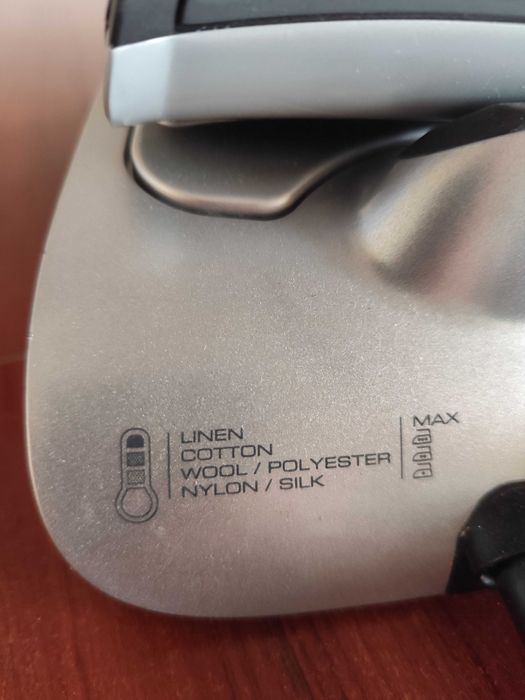 LINEN
COTTON
WOOL / POLYESTER
NYLON / SILK
MAX